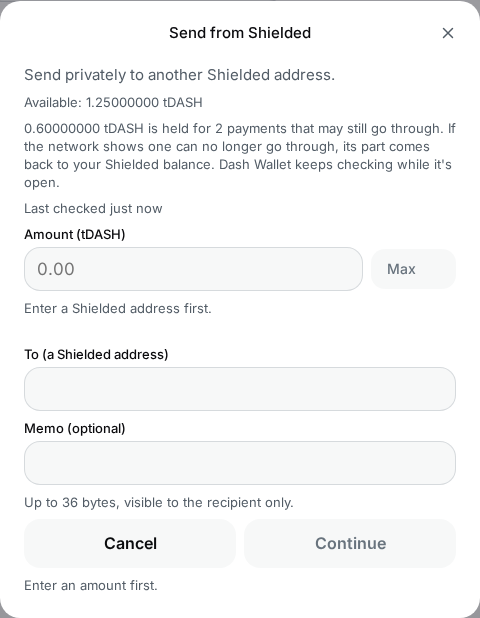 Send from Shielded
Send privately to another Shielded address.
Available: 1.25000000 tDASH
0.60000000 tDASH is held for 2 payments that may still go through. If
the network shows one can no longer go through, its part comes
back to your Shielded balance. Dash Wallet keeps checking while it's
open.
Last checked just now
Amount (tDASH)
0.00
Max
Enter a Shielded address first.
To (a Shielded address)
Memo (optional)
Up to 36 bytes, visible to the recipient only.
Cancel
Continue
Enter an amount first.